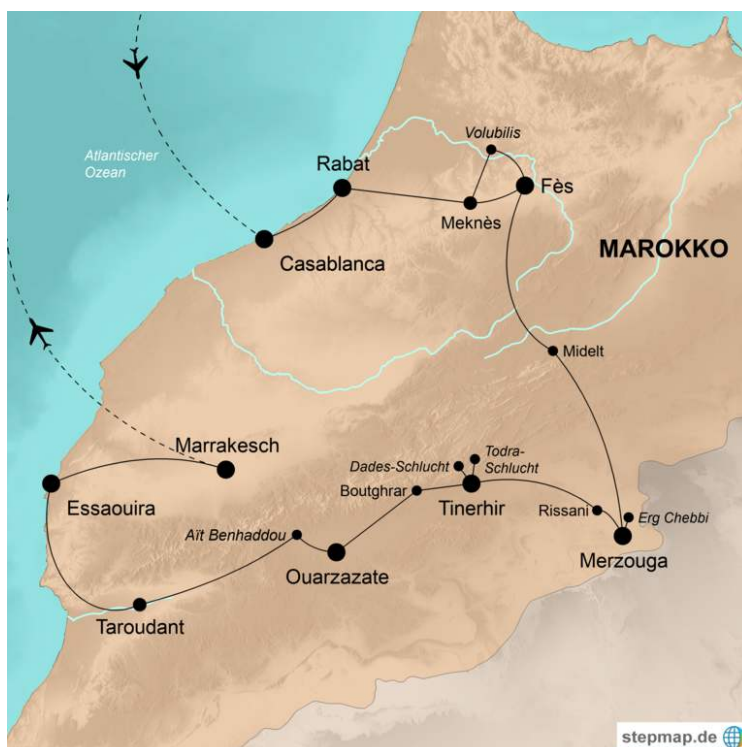 Volubilis
Atlantischer
Ozean
Rabat
Fès
Meknès
MAROKKO
Casablanca
Midelt
Marrakesch
Todra-
Schlucht
Dades-Schlucht
Boutghrar
Essaouira
Tinerhir
Rissani
Erg Chebbi
Aït Benhaddou
Merzouga
Ouarzazate
Taroudant
stepmap.de